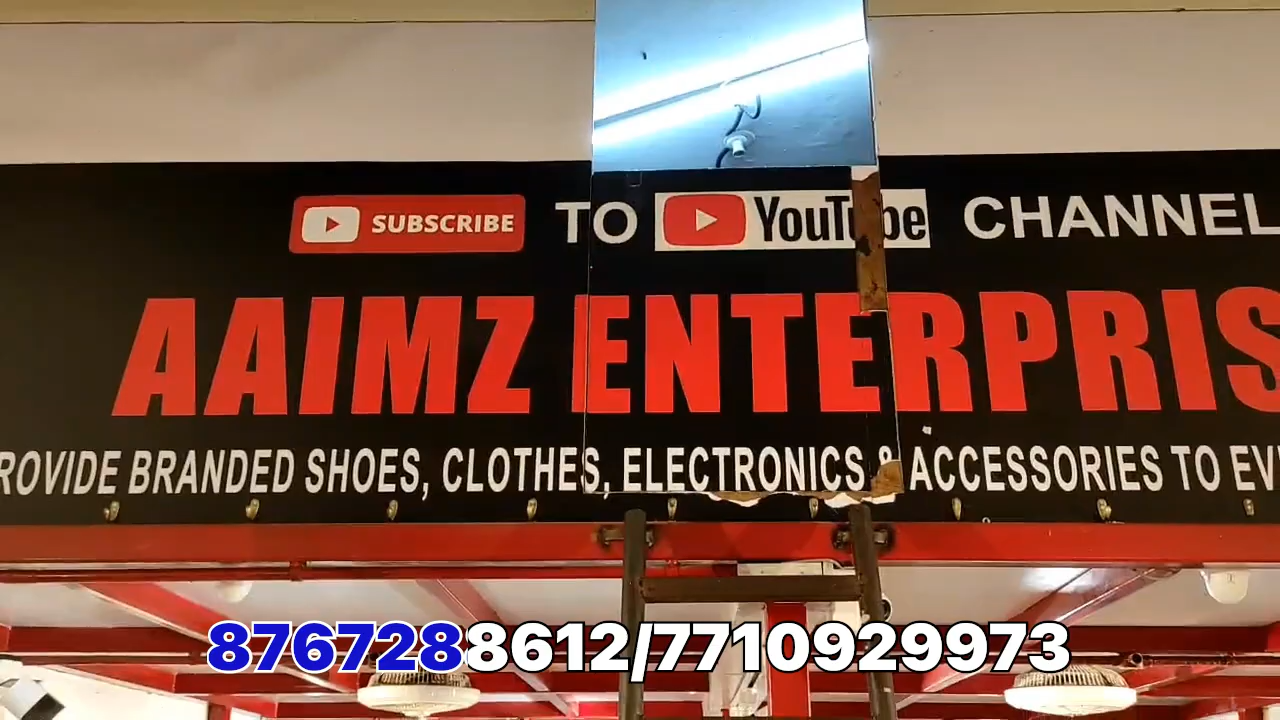 SUBSCRIBE TO YouTube CHANNEL
AAIMZ ENTERPRIS
ROVIDE BRANDED SHOES, CLOTHES, ELECTRONICS & ACCESSORIES TO EV
8767288612/7710929973